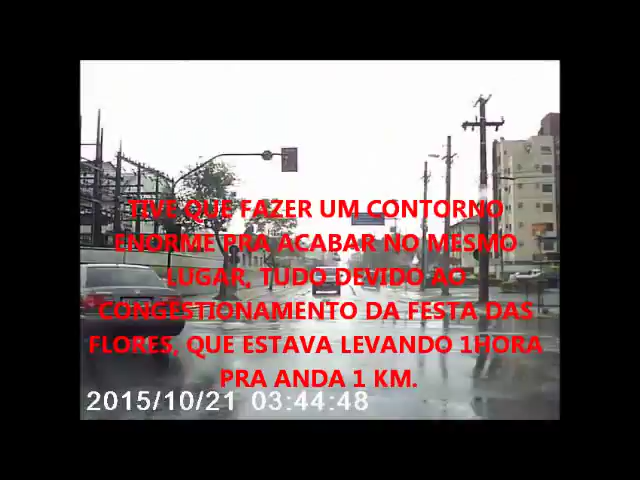 TIVE QUE FAZER UM CONTORNO
ENORME PRA ACABAR NO MESMO
LUGAR, TUDO DEVIDO AO
CONGESTIONAMENTO DA FESTA DAS
FLORES, QUE ESTAVA LEVANDO 1HORA
PRA ANDA 1 KM.
2015/10/21 03:44:48